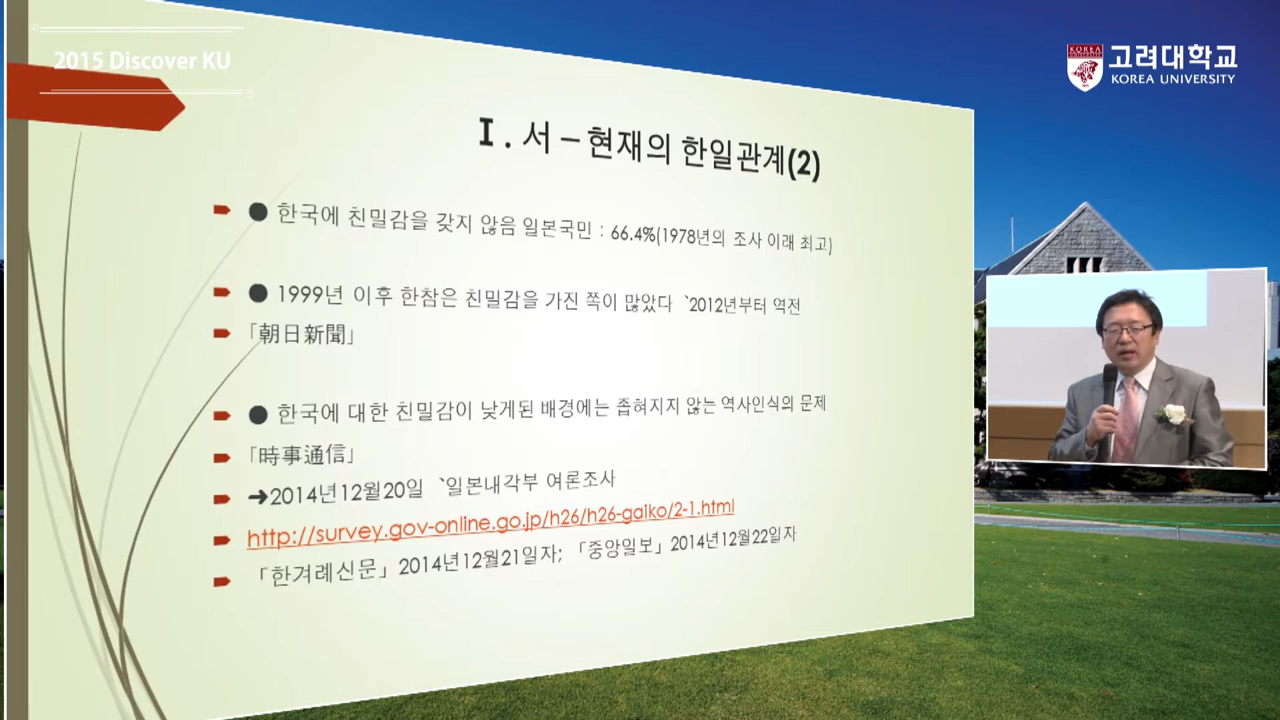 2015 Discover KU
KOREA UNIVERSITY
고려대학교
KOREA UNIVERSITY
Ⅰ. 서 – 현재의 한일관계(2)
● 한국에 친밀감을 갖지 않음 일본국민 : 66.4%(1978년의 조사 이래 최고)
● 1999년 이후 한참은 친밀감을 가진 쪽이 많았다 `2012년부터 역전
「朝日新聞」
● 한국에 대한 친밀감이 낮게된 배경에는 좁혀지지 않는 역사인식의 문제
「時事通信」
➜2014년12월20일 `일본내각부 여론조사
http://survey.gov-online.go.jp/h26/h26-gaiko/2-1.html
「한겨례신문」2014년12월21일자; 「중앙일보」2014년12월22일자